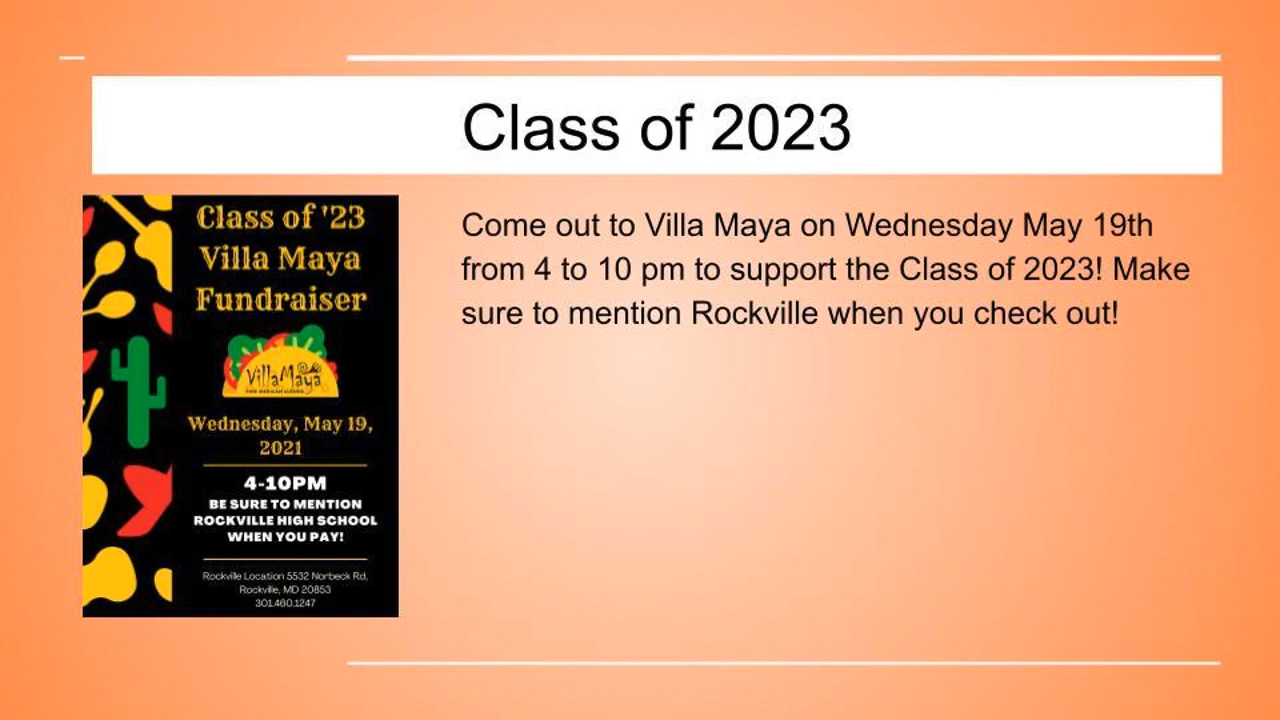 Class of 2023
Class of '23
Villa Maya
Fundraiser
VillaMaya
Wednesday, May 19,
2021
4-10PM
BE SURE TO MENTION
ROCKVILLE HIGH SCHOOL
WHEN YOU PAY!
Rockville Location 5532 Norbeck Rd,
Rockville, MD 20853
301.460.1247
Come out to Villa Maya on Wednesday May 19th
from 4 to 10 pm to support the Class of 2023! Make
sure to mention Rockville when you check out!